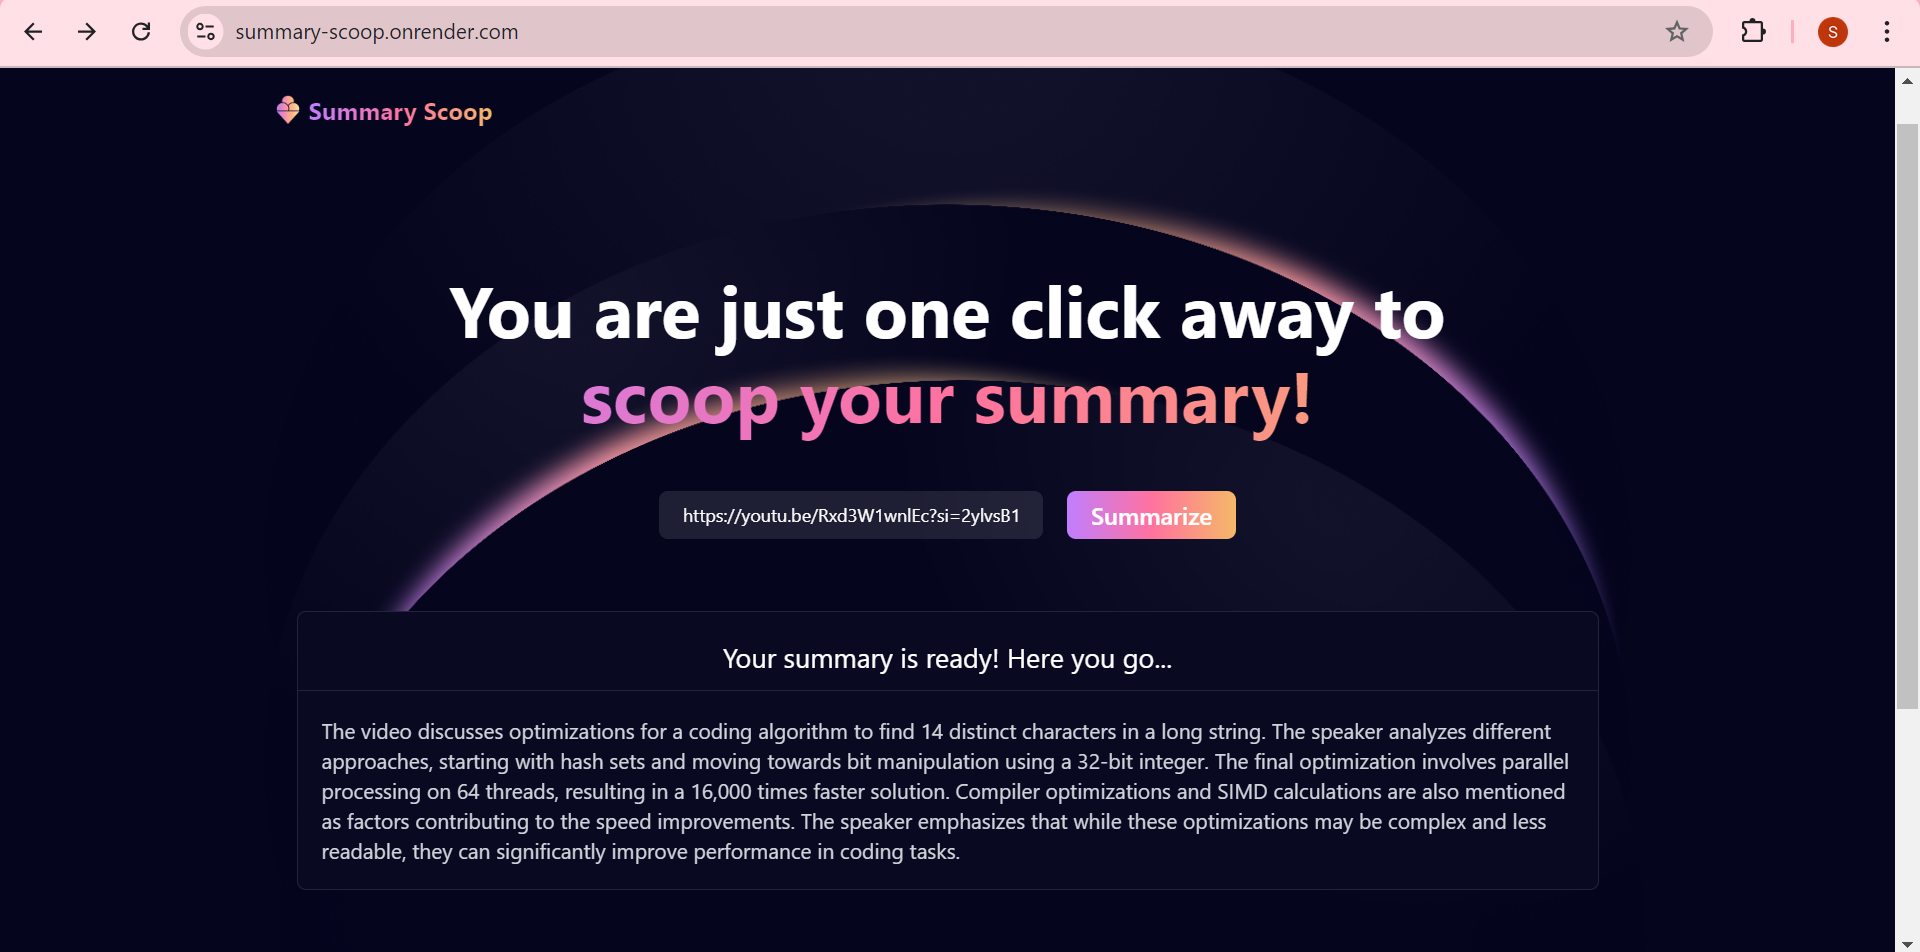 summary-scoop.onrender.com
S
Summary Scoop
You are just one click away to
scoop your summary!
https://youtu.be/Rxd3W1wnlEc?si=2ylvsB1
Summarize
Your summary is ready! Here you go...
The video discusses optimizations for a coding algorithm to find 14 distinct characters in a long string. The speaker analyzes different
approaches, starting with hash sets and moving towards bit manipulation using a 32-bit integer. The final optimization involves parallel
processing on 64 threads, resulting in a 16,000 times faster solution. Compiler optimizations and SIMD calculations are also mentioned
as factors contributing to the speed improvements. The speaker emphasizes that while these optimizations may be complex and less
readable, they can significantly improve performance in coding tasks.